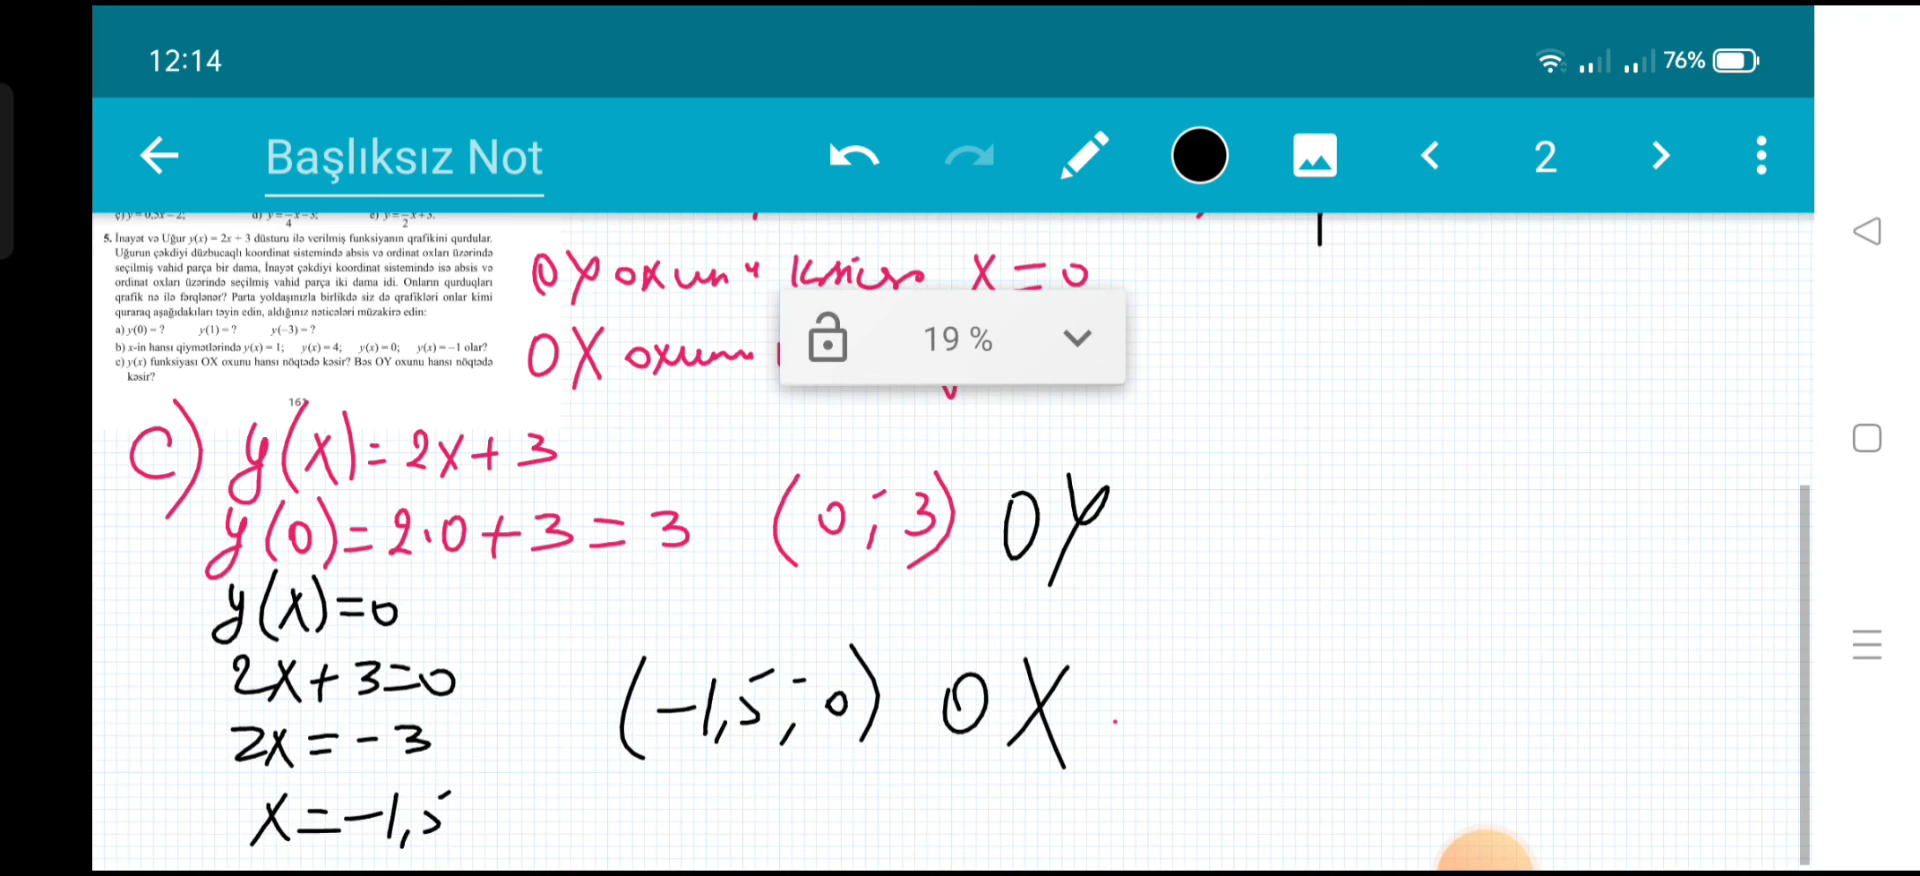 12:14
76%
Başlıksız Not
2
ç) y = 0,5x − 2;
5. İnayət və Uğur y(x) = 2x + 3 düsturu ilə verilmiş funksiyanın qrafikini qurdular.
Uğurun çəkdiyi düzbucaqlı koordinat sistemində absis və ordinat oxları üzərində
seçilmiş vahid parça bir dama, İnayət çəkdiyi koordinat sistemində isə absis və
ordinat oxları üzərində seçilmiş vahid parça iki dama idi. Onların qurduqları
qrafik nə ilə fərqlənər? Parta yoldaşınızla birlikdə siz də qrafikləri onlar kimi
quraraq aşağıdakıları təyin edin, aldığınız nəticələri müzakirə edin:
a) y(0) = ? y(1) = ? y(−3) = ?
b) x-in hansı qiymətlərində y(x) = 1; y(x) = 4; y(x) = 0; y(x) = −1 olar?
c) y(x) funksiyası OX oxunu hansı nöqtədə kəsir? Bəs OY oxunu hansı nöqtədə
kəsir?
OY oxunu kəsirsə x = 0
OX oxunu
19 %
c) y(x) = 2x + 3
y(0) = 2·0 + 3 = 3 (0; 3) OY
y(x) = 0
2x + 3 = 0
2x = -3
x = -1,5
(-1,5; 0) OX